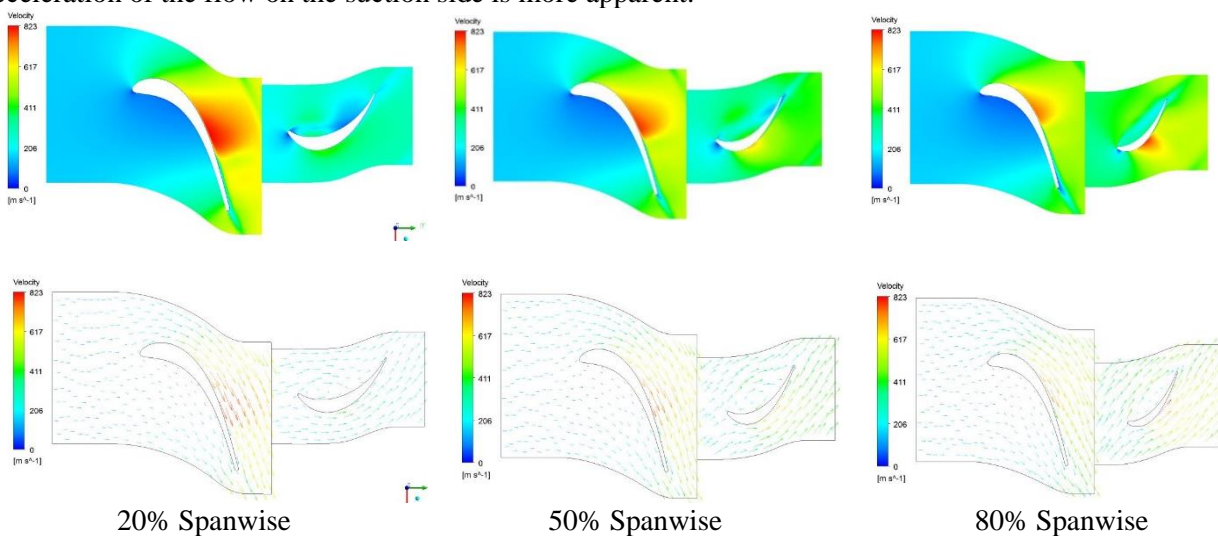 cceleration of the flow on the suction side is more apparent.
Velocity
823
617
411
206
0
[m s^-1]
Velocity
823
617
411
206
0
[m s^-1]
Velocity
823
617
411
206
0
[m s^-1]
Velocity
823
617
411
206
0
[m s^-1]
Velocity
823
617
411
206
0
[m s^-1]
Velocity
823
617
411
206
0
[m s^-1]
20% Spanwise
50% Spanwise
80% Spanwise